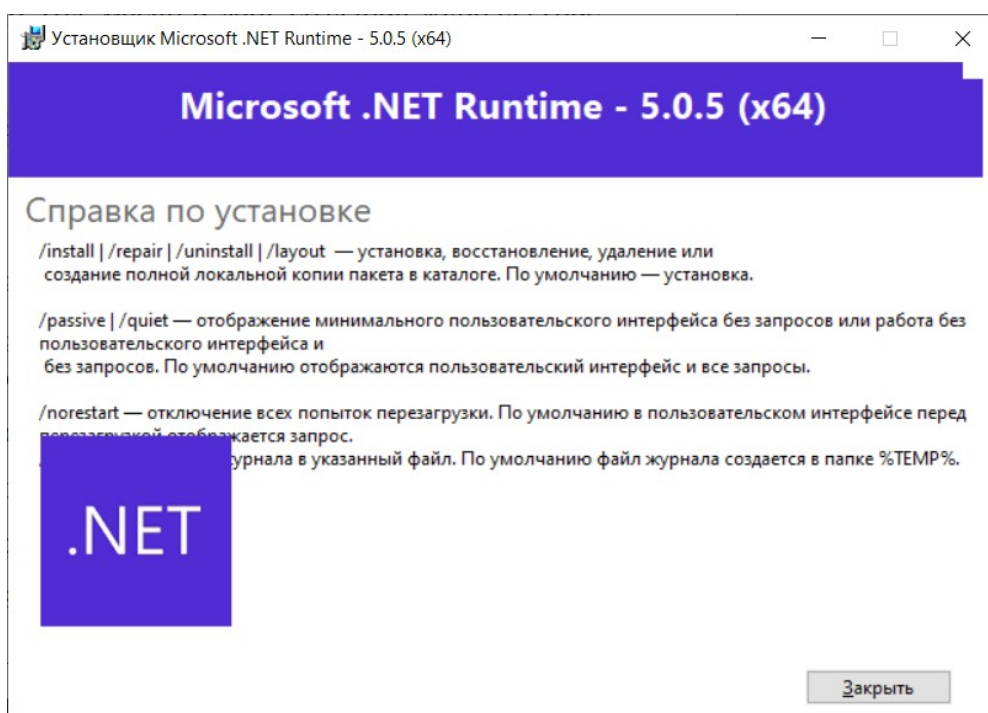 Установщик Microsoft .NET Runtime - 5.0.5 (x64)
Microsoft .NET Runtime - 5.0.5 (x64)
Справка по установке
/install | /repair | /uninstall | /layout — установка, восстановление, удаление или
создание полной локальной копии пакета в каталоге. По умолчанию — установка.
/passive | /quiet — отображение минимального пользовательского интерфейса без запросов или работа без
пользовательского интерфейса и
без запросов. По умолчанию отображаются пользовательский интерфейс и все запросы.
/norestart — отключение всех попыток перезагрузки. По умолчанию в пользовательском интерфейсе перед
перезагрузкой отображается запрос.
урнала в указанный файл. По умолчанию файл журнала создается в папке %TEMP%.
.NET
Закрыть